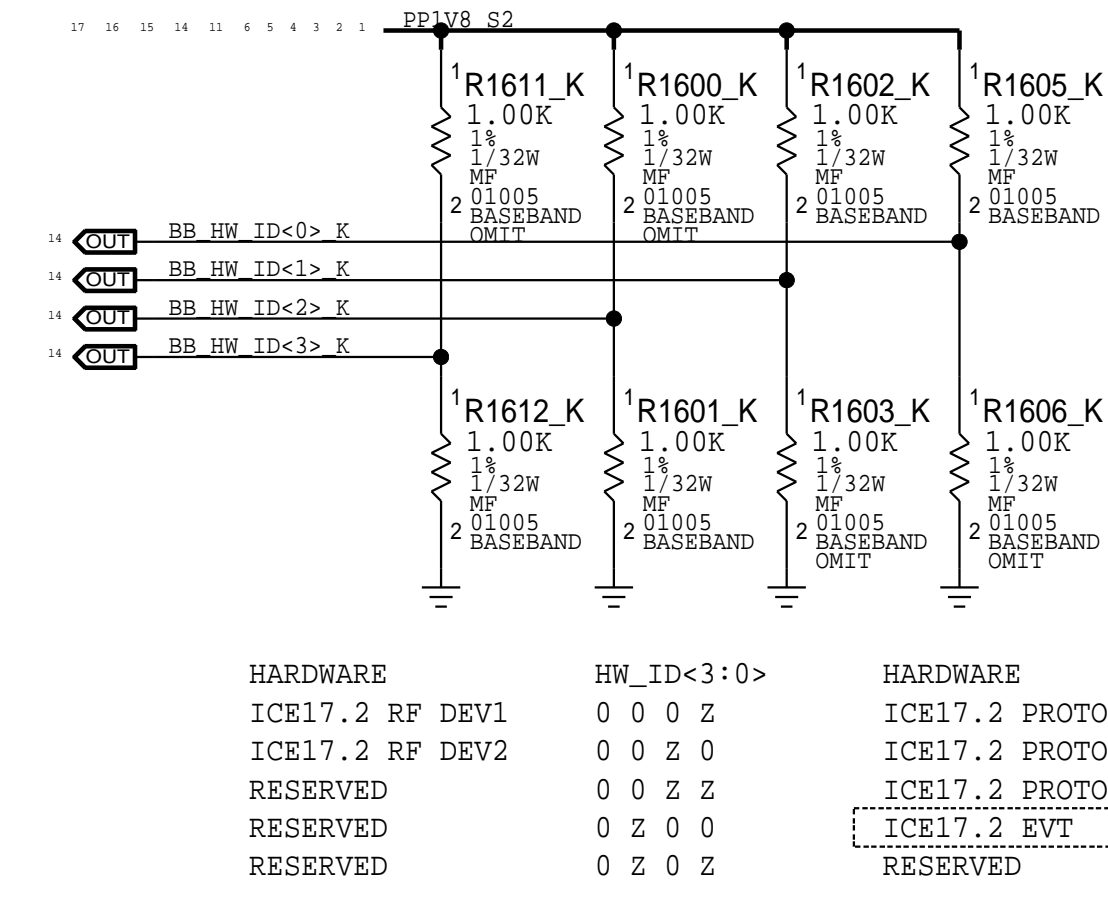 17 16 15 14 11 6 5 4 3 2 1 PP1V8_S2
1 R1611_K 1 R1600_K 1 R1602_K 1 R1605_K
1.00K 1.00K 1.00K 1.00K
1% 1% 1% 1%
1/32W 1/32W 1/32W 1/32W
MF MF MF MF
2 01005 2 01005 2 01005 2 01005
BASEBAND BASEBAND BASEBAND BASEBAND
OMIT OMIT
14 OUT BB_HW_ID<0>_K
14 OUT BB_HW_ID<1>_K
14 OUT BB_HW_ID<2>_K
14 OUT BB_HW_ID<3>_K
1 R1612_K 1 R1601_K 1 R1603_K 1 R1606_K
1.00K 1.00K 1.00K 1.00K
1% 1% 1% 1%
1/32W 1/32W 1/32W 1/32W
MF MF MF MF
2 01005 2 01005 2 01005 2 01005
BASEBAND BASEBAND BASEBAND BASEBAND
OMIT OMIT
HARDWARE HW_ID<3:0> HARDWARE
ICE17.2 RF DEV1 0 0 0 Z ICE17.2 PROTO
ICE17.2 RF DEV2 0 0 Z 0 ICE17.2 PROTO
RESERVED 0 0 Z Z ICE17.2 PROTO
RESERVED 0 Z 0 0 ICE17.2 EVT
RESERVED 0 Z 0 Z RESERVED